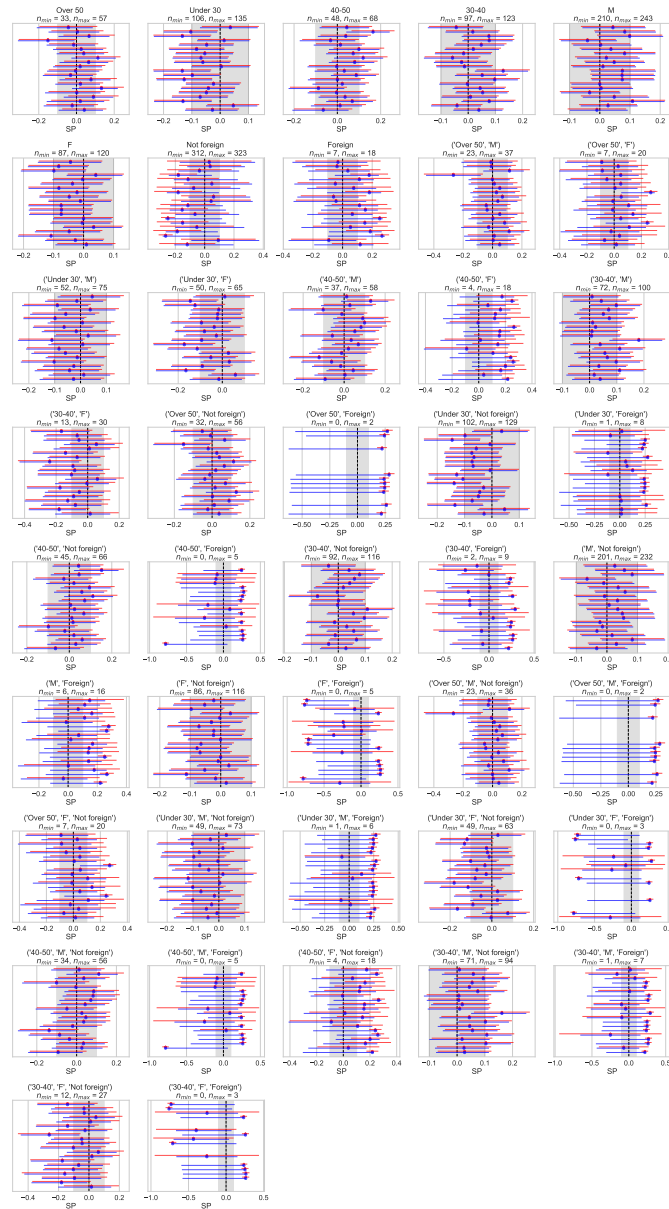 Over 50
n_min = 33, n_max = 57
−0.2 0.0 0.2
SP
Under 30
n_min = 106, n_max = 135
−0.1 0.0 0.1
SP
40-50
n_min = 48, n_max = 68
−0.2 0.0 0.2
SP
30-40
n_min = 97, n_max = 123
−0.1 0.0 0.1 0.2
SP
M
n_min = 210, n_max = 243
−0.1 0.0 0.1
SP
F
n_min = 87, n_max = 120
−0.2 −0.1 0.0 0.1
SP
Not foreign
n_min = 312, n_max = 323
−0.1 0.0 0.1
SP
Foreign
n_min = 7, n_max = 18
−0.2 0.0 0.2
SP
('Over 50', 'M')
n_min = 23, n_max = 37
−0.4 −0.2 0.0 0.2
SP
('Over 50', 'F')
n_min = 7, n_max = 20
−0.2 0.0 0.2
SP
('Under 30', 'M')
n_min = 52, n_max = 75
−0.2 −0.1 0.0 0.1
SP
('Under 30', 'F')
n_min = 50, n_max = 65
−0.2 −0.1 0.0 0.1
SP
('40-50', 'M')
n_min = 37, n_max = 58
−0.2 0.0 0.2
SP
('40-50', 'F')
n_min = 4, n_max = 18
−0.4 −0.2 0.0 0.2 0.4
SP
('30-40', 'M')
n_min = 72, n_max = 100
−0.1 0.0 0.1 0.2
SP
('30-40', 'F')
n_min = 13, n_max = 30
−0.4 −0.2 0.0 0.2
SP
('Over 50', 'Not foreign')
n_min = 32, n_max = 56
−0.2 0.0 0.2
SP
('Over 50', 'Foreign')
n_min = 0, n_max = 2
−0.50 −0.25 0.00 0.25
SP
('Under 30', 'Not foreign')
n_min = 102, n_max = 129
−0.2 −0.1 0.0 0.1
SP
('Under 30', 'Foreign')
n_min = 1, n_max = 8
−0.50 −0.25 0.00 0.25
SP
('40-50', 'Not foreign')
n_min = 45, n_max = 66
−0.2 0.0 0.2
SP
('40-50', 'Foreign')
n_min = 0, n_max = 5
−1.0 −0.5 0.0 0.5
SP
('30-40', 'Not foreign')
n_min = 92, n_max = 116
−0.2 −0.1 0.0 0.1 0.2
SP
('30-40', 'Foreign')
n_min = 2, n_max = 9
−0.5 0.0 0.5
SP
('M', 'Not foreign')
n_min = 201, n_max = 232
−0.1 0.0 0.1
SP
('M', 'Foreign')
n_min = 6, n_max = 16
−0.4 −0.2 0.0 0.2 0.4
SP
('F', 'Not foreign')
n_min = 86, n_max = 116
−0.2 −0.1 0.0 0.1
SP
('F', 'Foreign')
n_min = 0, n_max = 5
−1.0 −0.5 0.0 0.5
SP
('Over 50', 'M', 'Not foreign')
n_min = 23, n_max = 36
−0.4 −0.2 0.0 0.2
SP
('Over 50', 'M', 'Foreign')
n_min = 0, n_max = 2
−0.50 −0.25 0.00 0.25
SP
('Over 50', 'F', 'Not foreign')
n_min = 7, n_max = 20
−0.4 −0.2 0.0 0.2 0.4
SP
('Under 30', 'M', 'Not foreign')
n_min = 49, n_max = 73
−0.2 −0.1 0.0 0.1
SP
('Under 30', 'M', 'Foreign')
n_min = 1, n_max = 6
−0.50 −0.25 0.00 0.25 0.50
SP
('Under 30', 'F', 'Not foreign')
n_min = 49, n_max = 63
−0.2 −0.1 0.0 0.1
SP
('Under 30', 'F', 'Foreign')
n_min = 0, n_max = 3
−1.0 −0.5 0.0 0.5
SP
('40-50', 'M', 'Not foreign')
n_min = 34, n_max = 56
−0.2 0.0 0.2
SP
('40-50', 'M', 'Foreign')
n_min = 0, n_max = 5
−1.0 −0.5 0.0 0.5
SP
('40-50', 'F', 'Not foreign')
n_min = 4, n_max = 18
−0.4 −0.2 0.0 0.2 0.4
SP
('30-40', 'M', 'Not foreign')
n_min = 71, n_max = 94
−0.1 0.0 0.1 0.2
SP
('30-40', 'M', 'Foreign')
n_min = 1, n_max = 7
−1.0 −0.5 0.0 0.5
SP
('30-40', 'F', 'Not foreign')
n_min = 12, n_max = 27
−0.4 −0.2 0.0 0.2
SP
('30-40', 'F', 'Foreign')
n_min = 0, n_max = 3
−1.0 −0.5 0.0 0.5
SP